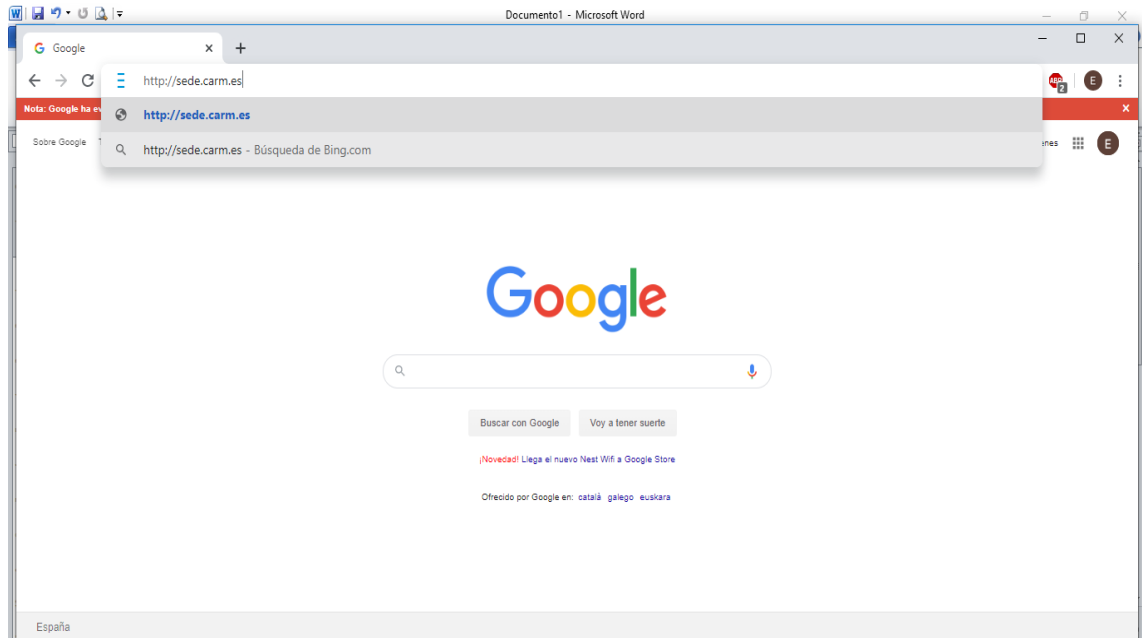 Documento1 - Microsoft Word
Google
http://sede.carm.es
ABP 2 E
Nota: Google ha ev
http://sede.carm.es
Sobre Google
http://sede.carm.es - Búsqueda de Bing.com
E
Google
Buscar con Google Voy a tener suerte
¡Novedad! Llega el nuevo Nest Wifi a Google Store
Ofrecido por Google en: català galego euskara
España